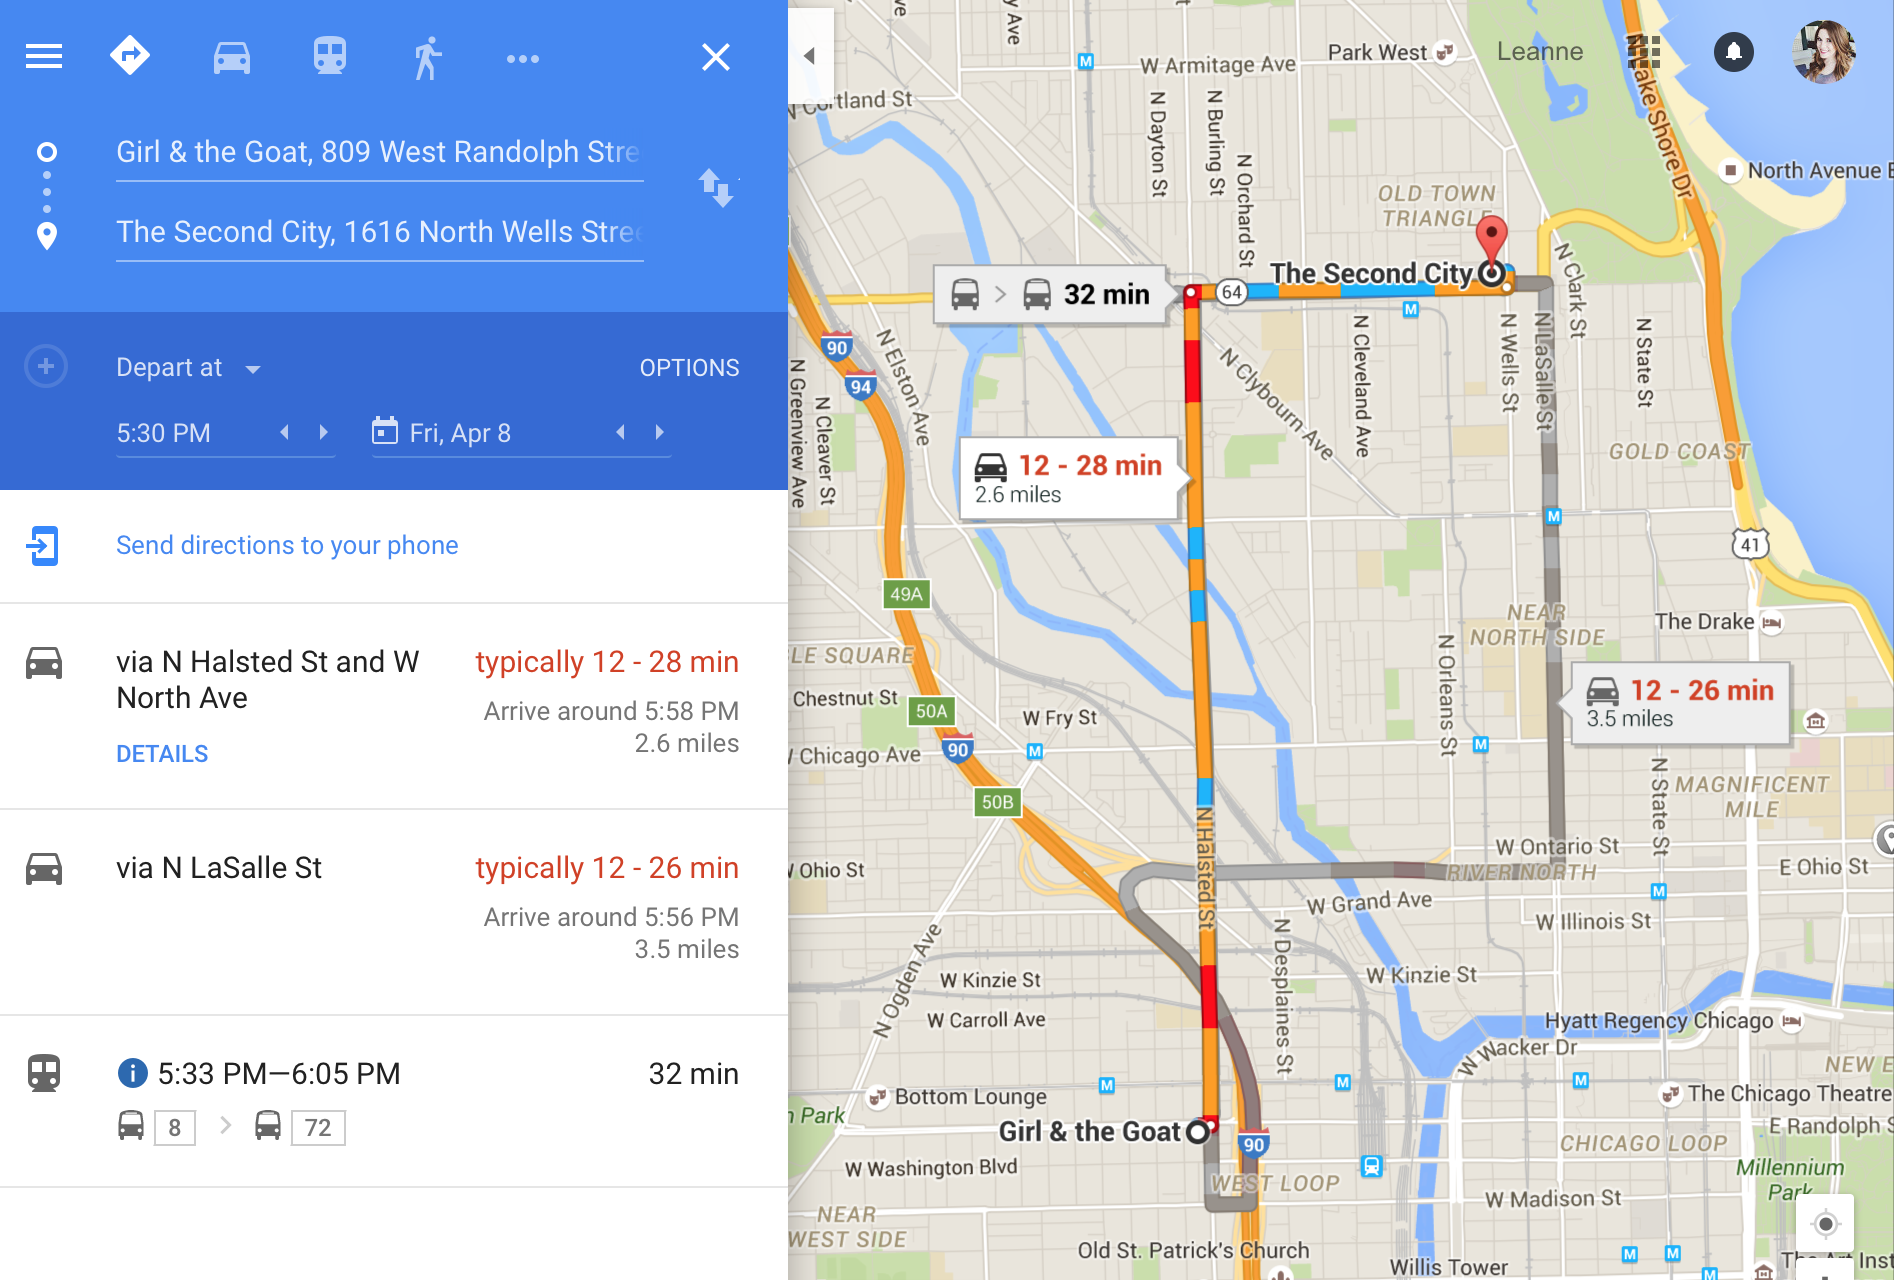 Girl & the Goat, 809 West Randolph Stre
The Second City, 1616 North Wells Stree
Depart at
OPTIONS
5:30 PM
Fri, Apr 8
Send directions to your phone
via N Halsted St and W North Ave
typically 12 - 28 min
Arrive around 5:58 PM
2.6 miles
DETAILS
via N LaSalle St
typically 12 - 26 min
Arrive around 5:56 PM
3.5 miles
5:33 PM—6:05 PM
32 min
8
72
Leanne
Park West
W Armitage Ave
N Cortland St
N Dayton St
N Burling St
N Orchard St
N Lake Shore Dr
North Avenue
OLD TOWN
TRIANGLE
The Second City
64
32 min
N Clark St
90
94
N Elston Ave
N Greenview Ave
N Cleaver St
N Clybourn Ave
N Cleveland Ave
N Wells St
N LaSalle St
N State St
GOLD COAST
12 - 28 min
2.6 miles
41
49A
NEAR
NORTH SIDE
The Drake
LE SQUARE
Chestnut St
50A
W Fry St
N Orleans St
12 - 26 min
3.5 miles
W Chicago Ave
90
50B
N State St
MAGNIFICENT
MILE
N Halsted St
W Ontario St
RIVER NORTH
W Ohio St
E Ohio St
W Grand Ave
W Illinois St
N Ogden Ave
N Desplaines St
W Kinzie St
W Kinzie St
W Carroll Ave
Hyatt Regency Chicago
W Wacker Dr
NEW E
Bottom Lounge
The Chicago Theatre
n Park
Girl & the Goat
90
E Randolph S
CHICAGO LOOP
W Washington Blvd
WEST LOOP
Millennium
Park
W Madison St
NEAR
WEST SIDE
Old St. Patrick's Church
Willis Tower
The Art Inst